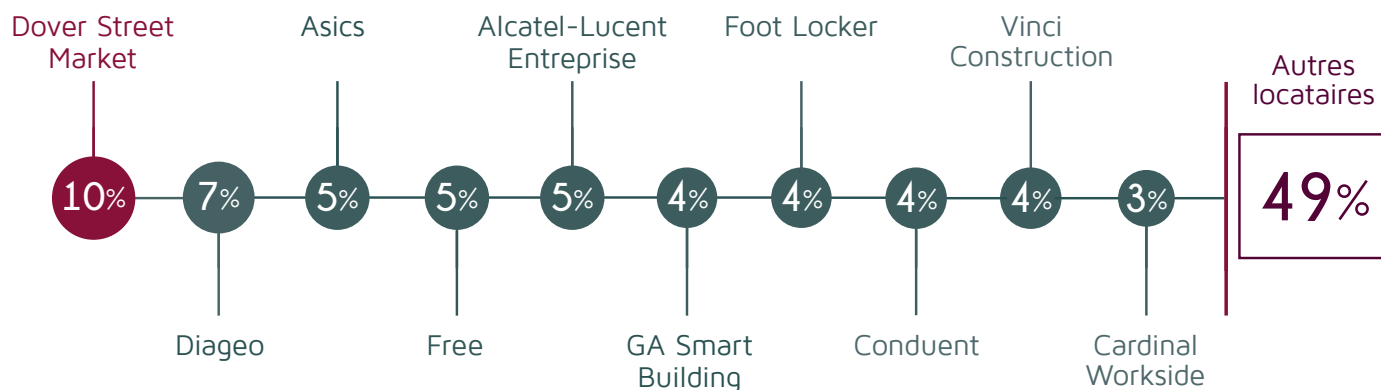 Dover Street
Market
Asics
Alcatel-Lucent
Entreprise
Foot Locker
Vinci
Construction
Autres
locataires
10%
7%
5%
5%
5%
4%
4%
4%
4%
3%
49%
Diageo
Free
GA Smart
Building
Conduent
Cardinal
Workside